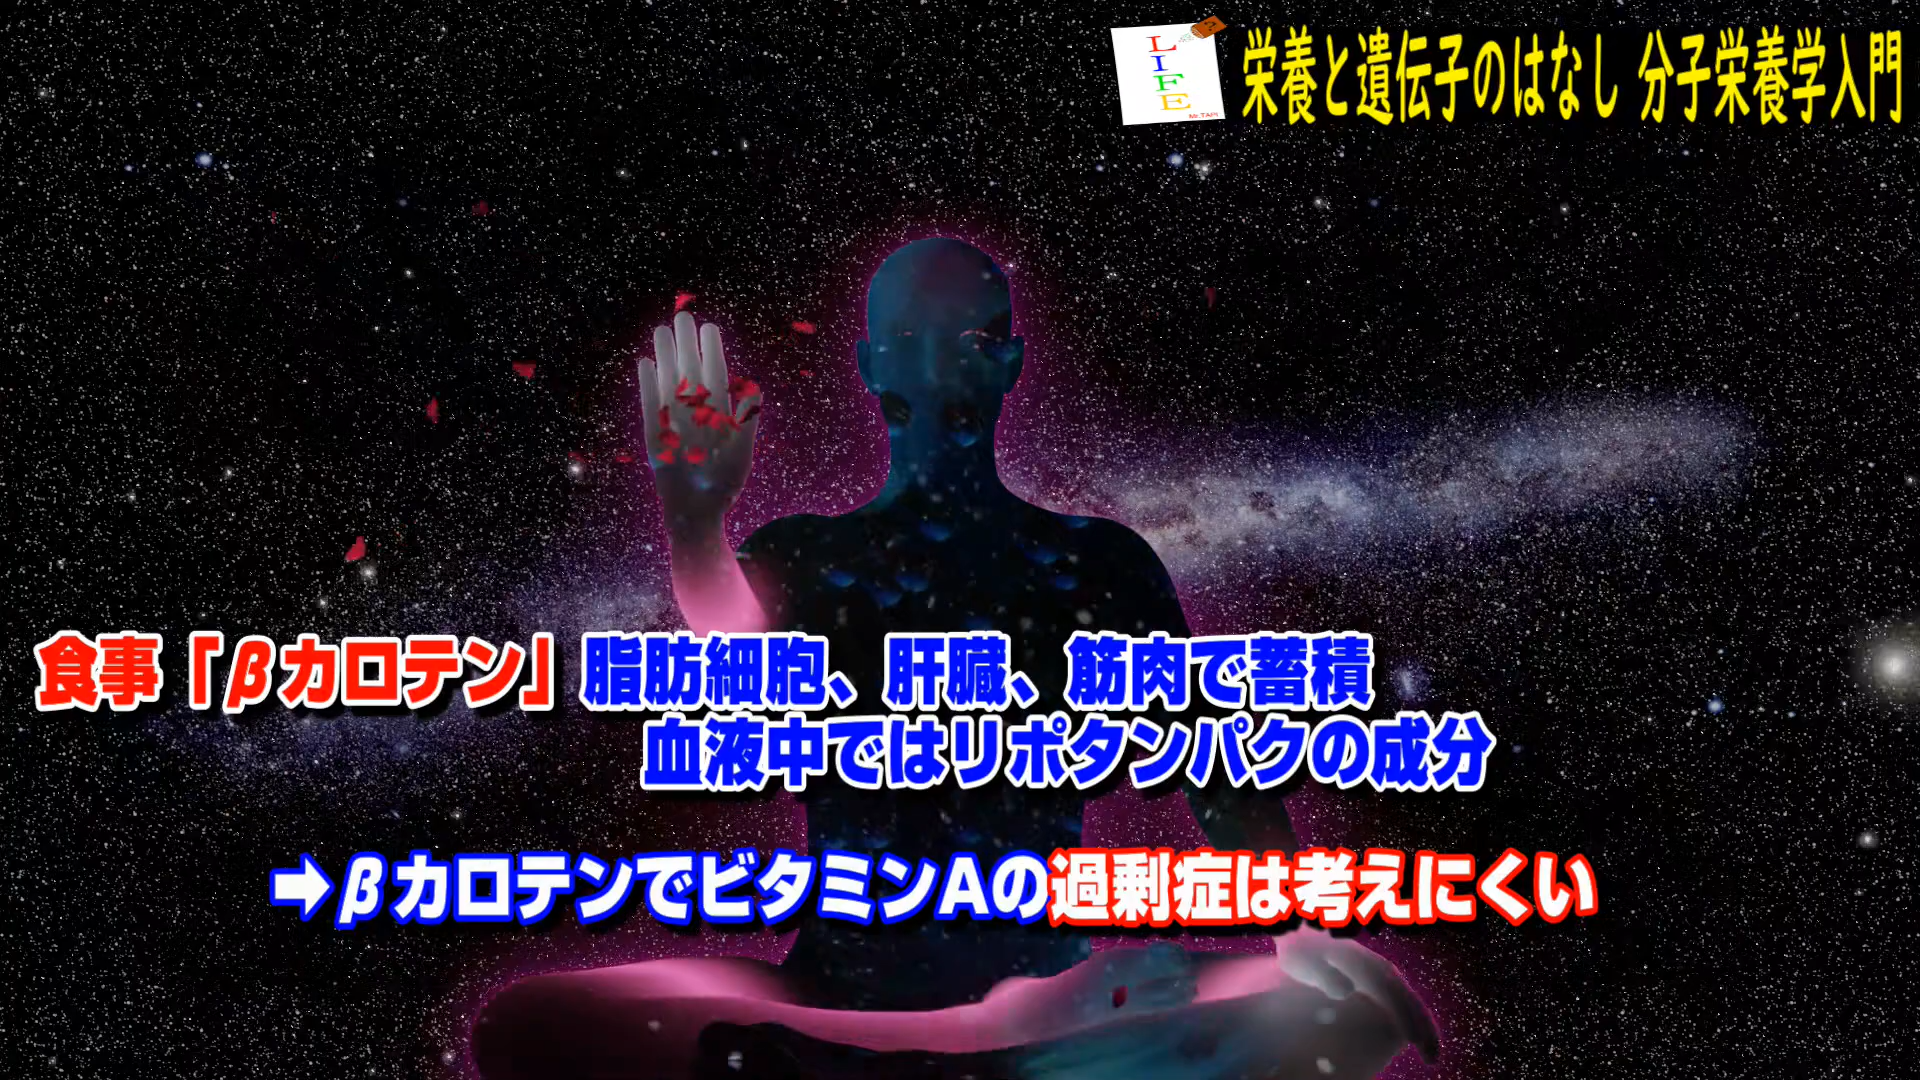 LIFE
Mr.TAPI
栄養と遺伝子のはなし 分子栄養学入門
食事「βカロテン」脂肪細胞、肝臓、筋肉で蓄積
血液中ではリポタンパクの成分
➡βカロテンでビタミンAの過剰症は考えにくい